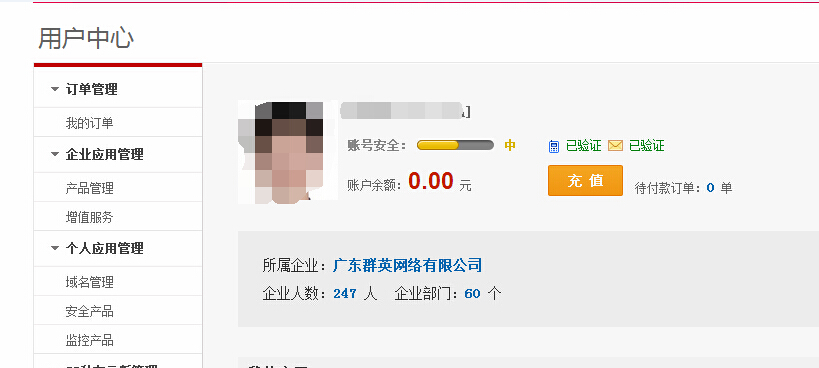 用户中心
订单管理
我的订单
企业应用管理
产品管理
增值服务
个人应用管理
域名管理
安全产品
监控产品
]
账号安全： 中 已验证 已验证
账户余额：0.00 元 充 值 待付款订单：0 单
所属企业：广东群英网络有限公司
企业人数：247 人 企业部门：60 个